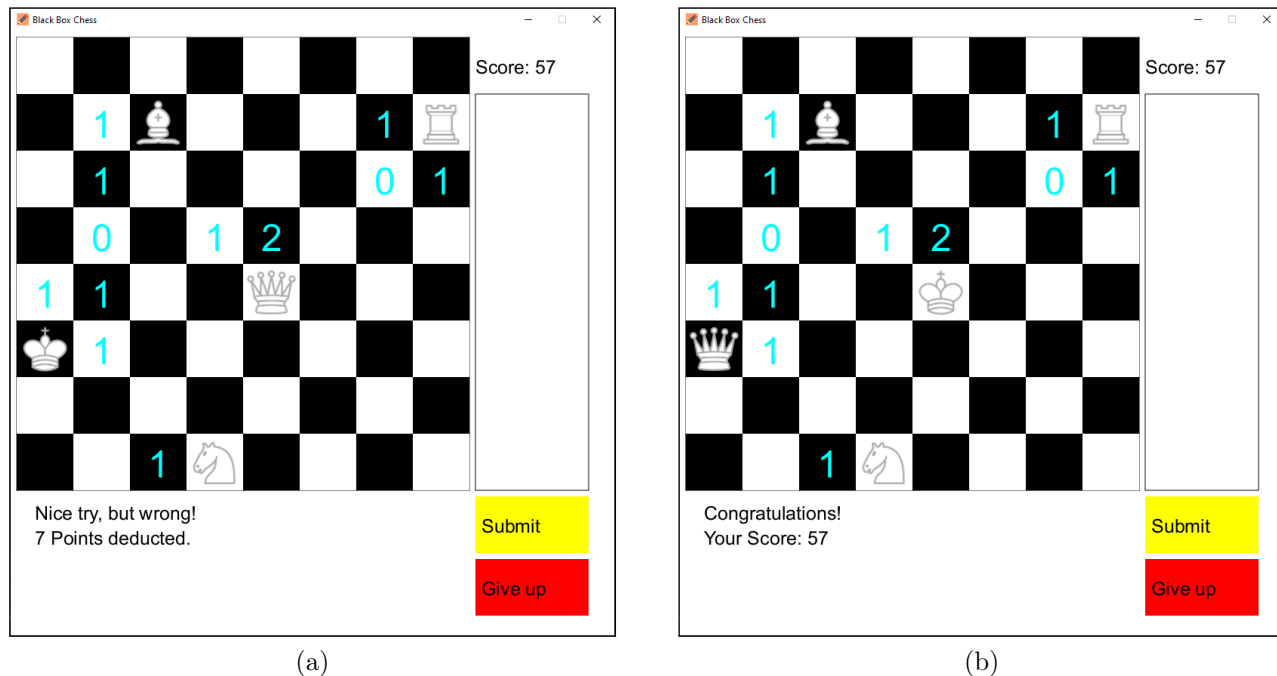 Black Box Chess
Score: 57
1 1
1 0 1
0 1 2
1 1
1
1
Nice try, but wrong!
7 Points deducted.
Submit
Give up
(a)
Black Box Chess
Score: 57
1 1
1 0 1
0 1 2
1 1
1
1
Congratulations!
Your Score: 57
Submit
Give up
(b)